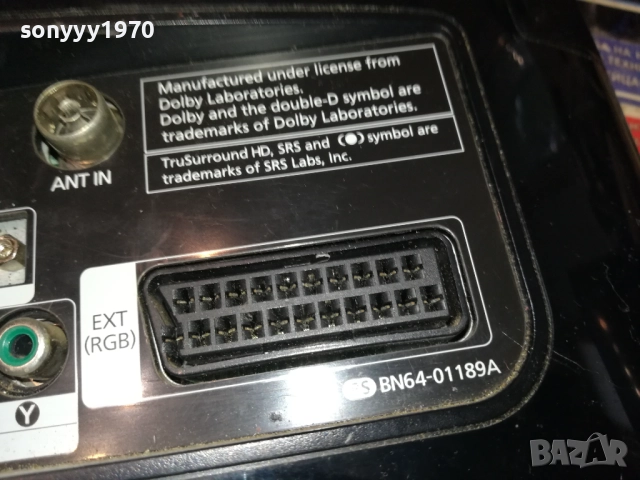 sonyyy1970
Manufactured under license from
Dolby Laboratories.
Dolby and the double-D symbol are
trademarks of Dolby Laboratories.
TruSurround HD, SRS and symbol are
trademarks of SRS Labs, Inc.
ANT IN
EXT
(RGB)
Y
BN64-01189A
BAZAR